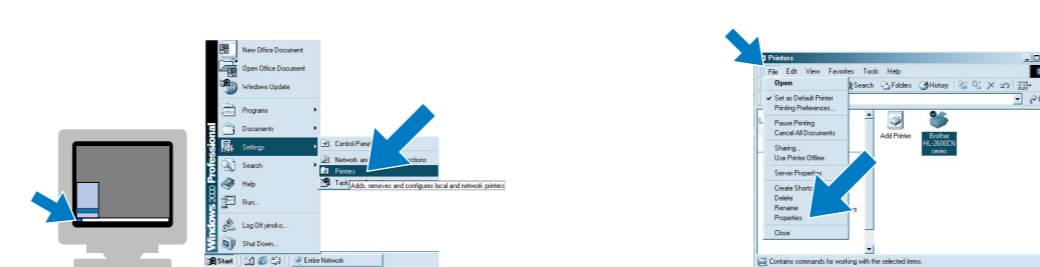 New Office Document
Open Office Document
Windows Update
Programs
Documents
Settings
Search
Help
Run...
Log Off yinoko...
Shut Down...
Windows 2000 Professional
Start
Entire Network
Control Panel
Network and
Printers
Adds, removes and configures local and network printers
Printers
File Edit View Favorites Tools Help
Search Folders History
Open
Set as Default Printer
Printing Preferences...
Pause Printing
Cancel All Documents
Sharing...
Use Printer Offline
Server Properties
Create Shortcut
Delete
Rename
Properties
Close
Add Printer
Brother
HL-2600CN
series
Contains commands for working with the selected items.